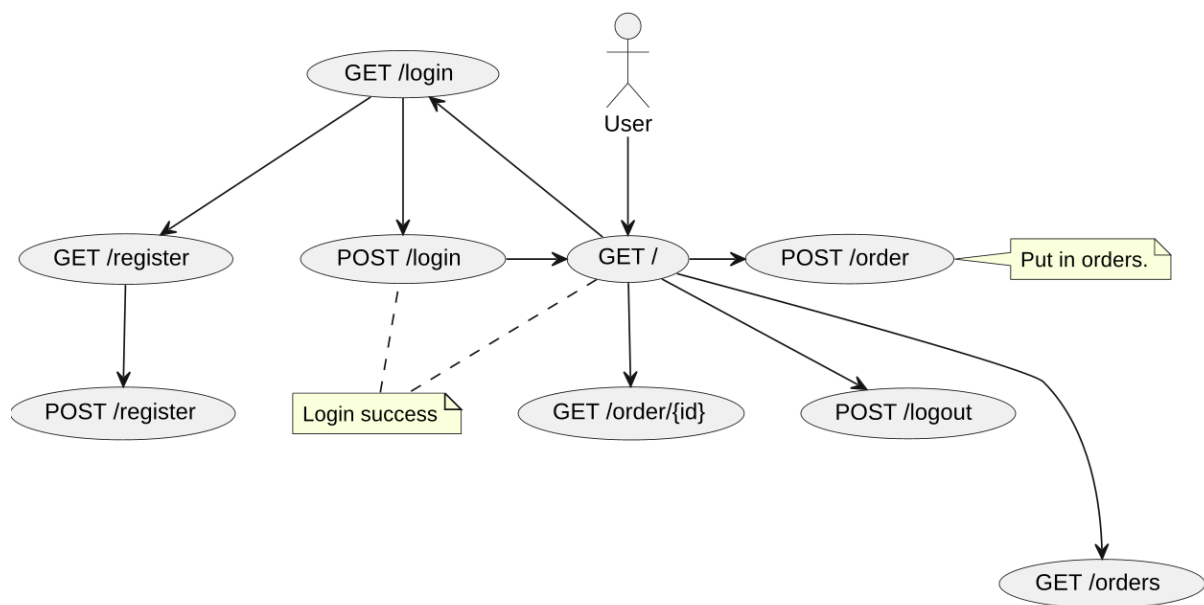 GET /login
User
GET /register
POST /login
GET /
POST /order
Put in orders.
POST /register
Login success
GET /order/{id}
POST /logout
GET /orders